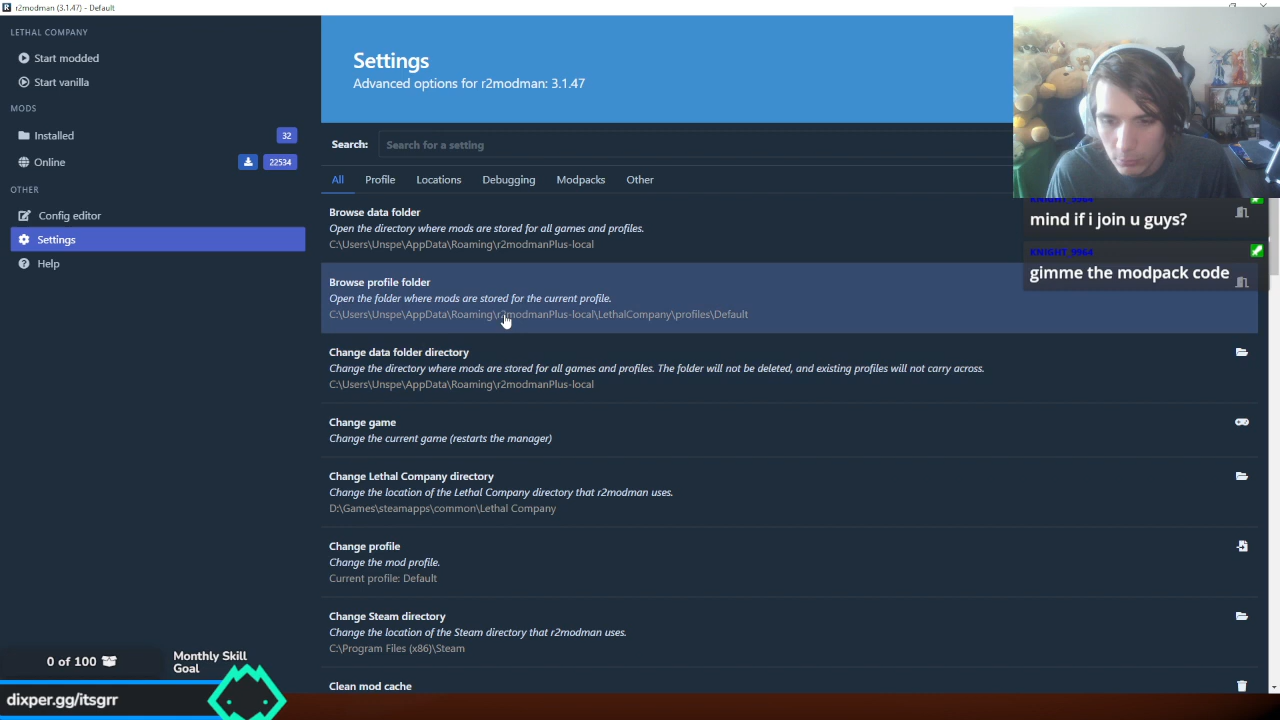 r2modman (3.1.47) - Default
LETHAL COMPANY
Start modded
Start vanilla
MODS
Installed
32
Online
22534
OTHER
Config editor
Settings
Help
Settings
Advanced options for r2modman: 3.1.47
Search:
Search for a setting
All
Profile
Locations
Debugging
Modpacks
Other
Browse data folder
Open the directory where mods are stored for all games and profiles.
C:\Users\Unspe\AppData\Roaming\r2modmanPlus-local
Browse profile folder
Open the folder where mods are stored for the current profile.
C:\Users\Unspe\AppData\Roaming\r2modmanPlus-local\LethalCompany\profiles\Default
Change data folder directory
Change the directory where mods are stored for all games and profiles. The folder will not be deleted, and existing profiles will not carry across.
C:\Users\Unspe\AppData\Roaming\r2modmanPlus-local
Change game
Change the current game (restarts the manager)
Change Lethal Company directory
Change the location of the Lethal Company directory that r2modman uses.
D:\Games\steamapps\common\Lethal Company
Change profile
Change the mod profile.
Current profile: Default
Change Steam directory
Change the location of the Steam directory that r2modman uses.
C:\Program Files (x86)\Steam
Clean mod cache
KNIGHT_9964
mind if i join u guys?
KNIGHT_9964
gimme the modpack code
0 of 100
Monthly Skill
Goal
dixper.gg/itsgrr